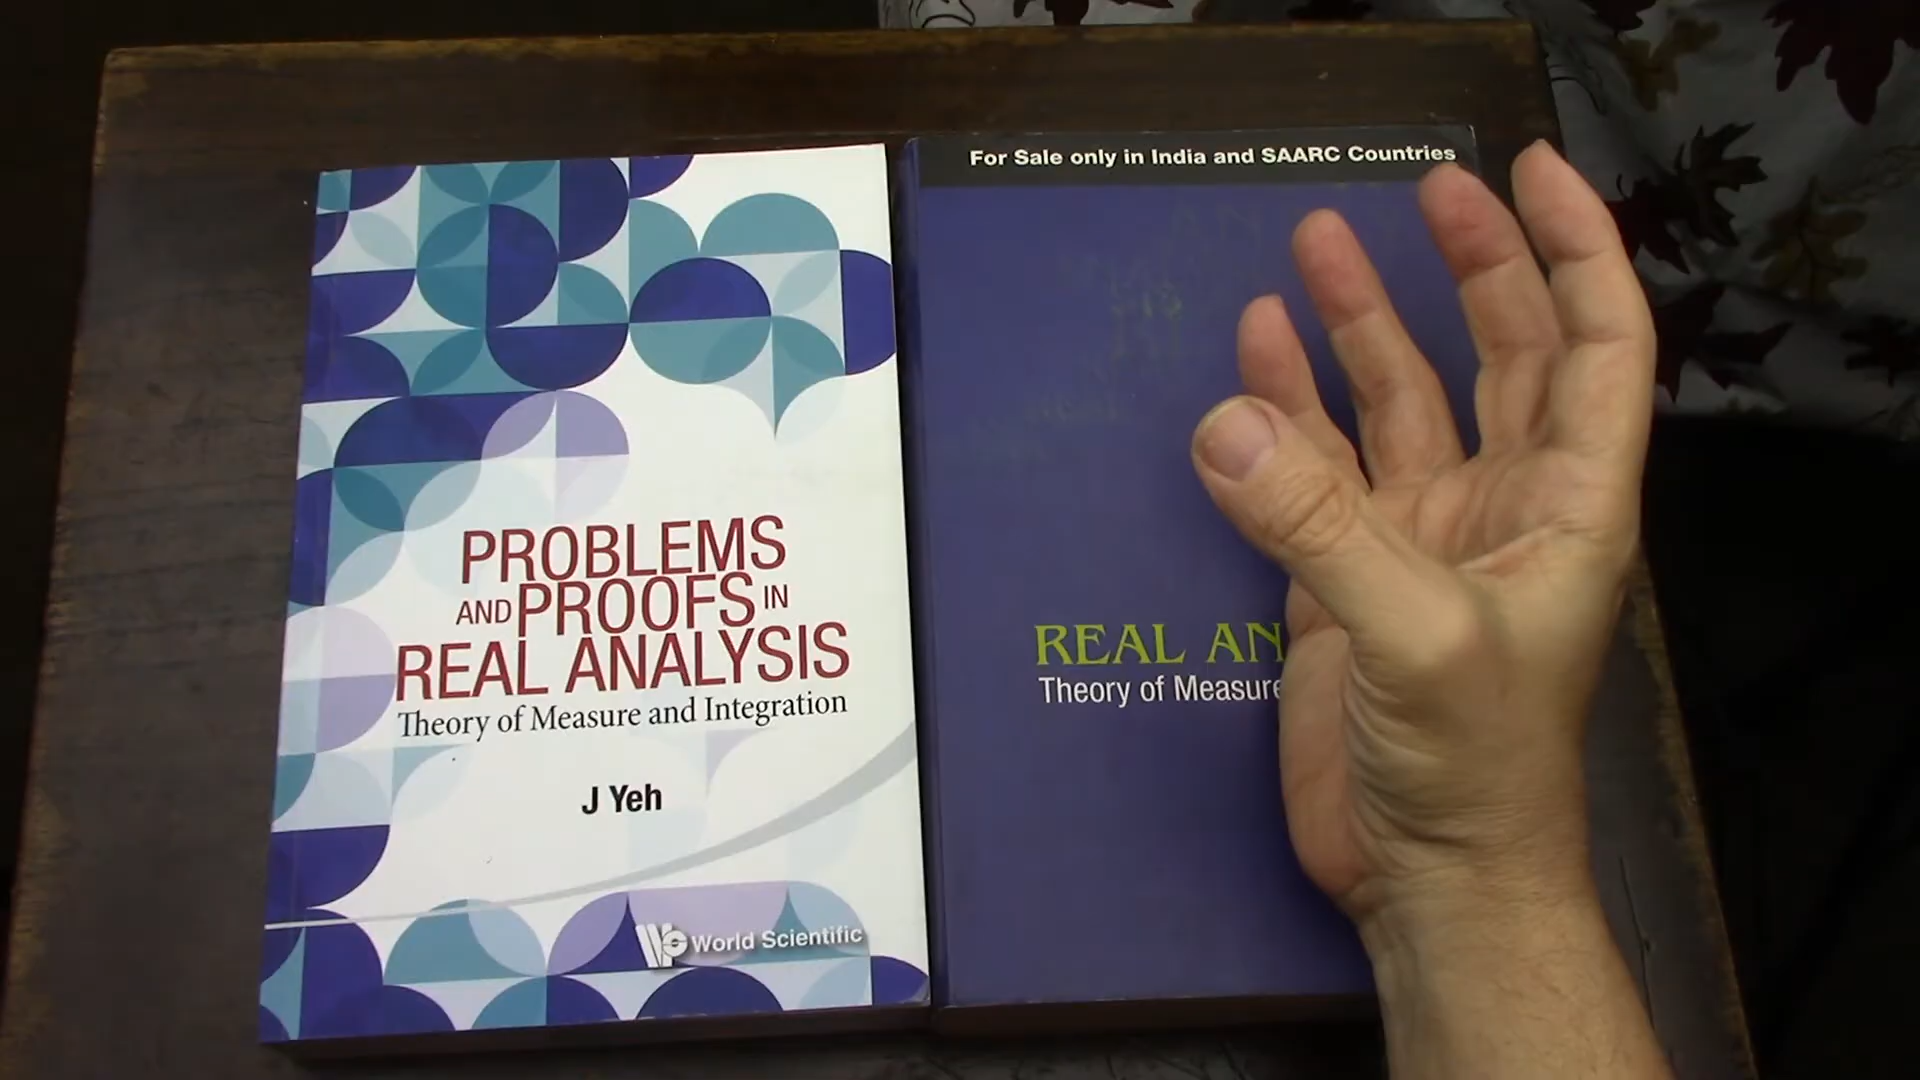 PROBLEMS
AND PROOFS IN
REAL ANALYSIS
Theory of Measure and Integration
J Yeh
World Scientific
For Sale only in India and SAARC Countries
REAL AN
Theory of Measure